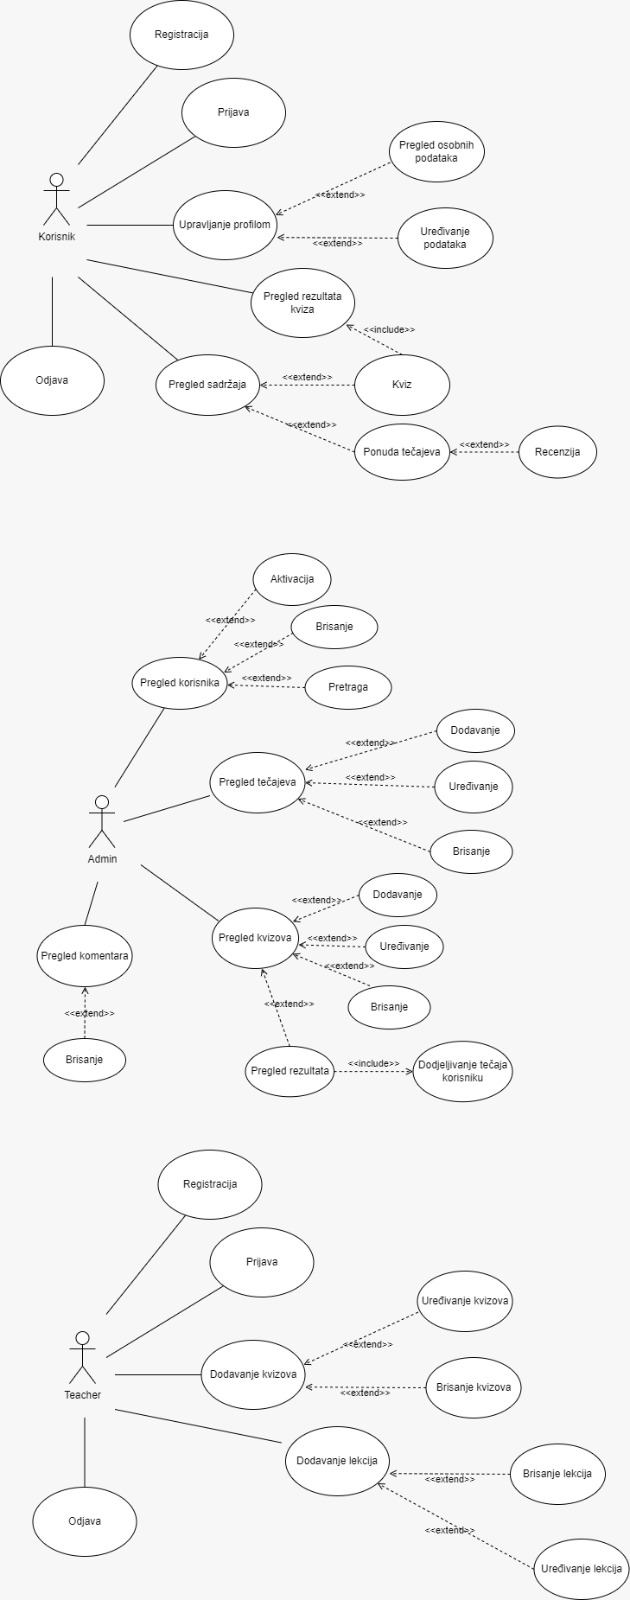 Registracija
Prijava
Pregled osobnih
podataka
<<extend>>
Korisnik
Upravljanje profilom
Uređivanje
podataka
<<extend>>
Pregled rezultata
kviza
<<include>>
Odjava
Pregled sadržaja
<<extend>>
Kviz
<<extend>>
Ponuda tečajeva
<<extend>>
Recenzija
Aktivacija
<<extend>>
Brisanje
<<extend>>
Pregled korisnika
<<extend>>
Pretraga
Dodavanje
<<extend>>
Pregled tečajeva
<<extend>>
Uređivanje
<<extend>>
Brisanje
Admin
Dodavanje
<<extend>>
Pregled kvizova
<<extend>>
Uređivanje
<<extend>>
Pregled komentara
Brisanje
<<extend>>
<<extend>>
Brisanje
Pregled rezultata
<<include>>
Dodjeljivanje tečaja
korisniku
Registracija
Prijava
Uređivanje kvizova
<<extend>>
Teacher
Dodavanje kvizova
<<extend>>
Brisanje kvizova
Dodavanje lekcija
<<extend>>
Brisanje lekcija
Odjava
<<extend>>
Uređivanje lekcija